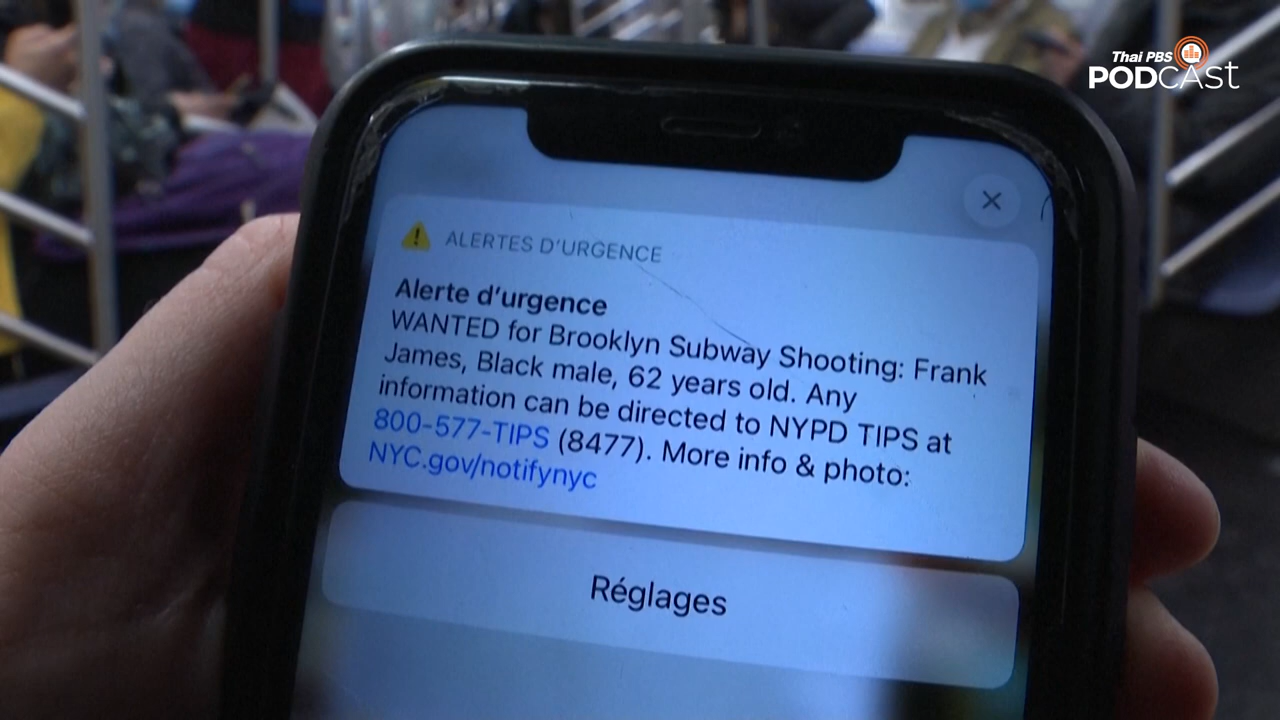 Thai PBS
PODCAST
ALERTES D'URGENCE
Alerte d'urgence
WANTED for Brooklyn Subway Shooting: Frank
James, Black male, 62 years old. Any
information can be directed to NYPD TIPS at
800-577-TIPS (8477). More info & photo:
NYC.gov/notifynyc
Réglages